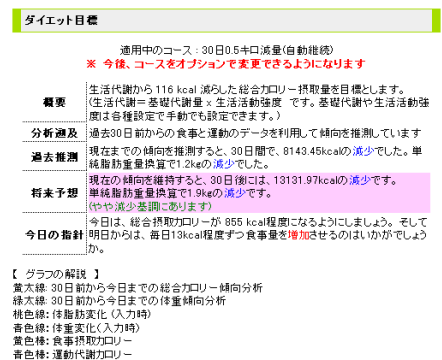 ダイエット目標
適用中のコース : 30日0.5キロ減量(自動継続)
※ 今後、コースをオプションで変更できるようになります
概要
生活代謝から 116 kcal 減らした総合カロリー摂取量を目標とします。
(生活代謝＝基礎代謝量 x 生活活動強度 です。基礎代謝や生活活動強
度は各種設定で手動でも設定できます。)
分析遡及
過去30日前からの食事と運動のデータを利用して傾向を推測しています
過去推測
現在までの傾向を推測すると、30日間で、8143.45kcalの減少でした。単
純脂肪重量換算で1.2kgの減少でした。
将来予想
現在の傾向を維持すると、30日後には、13131.97kcalの減少です。
単純脂肪重量換算で1.9kgの減少です。
(やや減少基調にあります)
今日の指針
今日は、総合摂取カロリーが 855 kcal程度になるようにしましょう。 そして
明日からは、毎日13kcal程度ずつ食事量を増加させるのはいかがでしょう
か。
【 グラフの解説 】
黄太線: 30日前から今日までの総合カロリー傾向分析
緑太線: 30日前から今日までの体重傾向分析
桃色線: 体脂肪変化 (入力時)
青色線: 体重変化(入力時)
黄色棒: 食事摂取カロリー
青色棒: 運動代謝カロリー